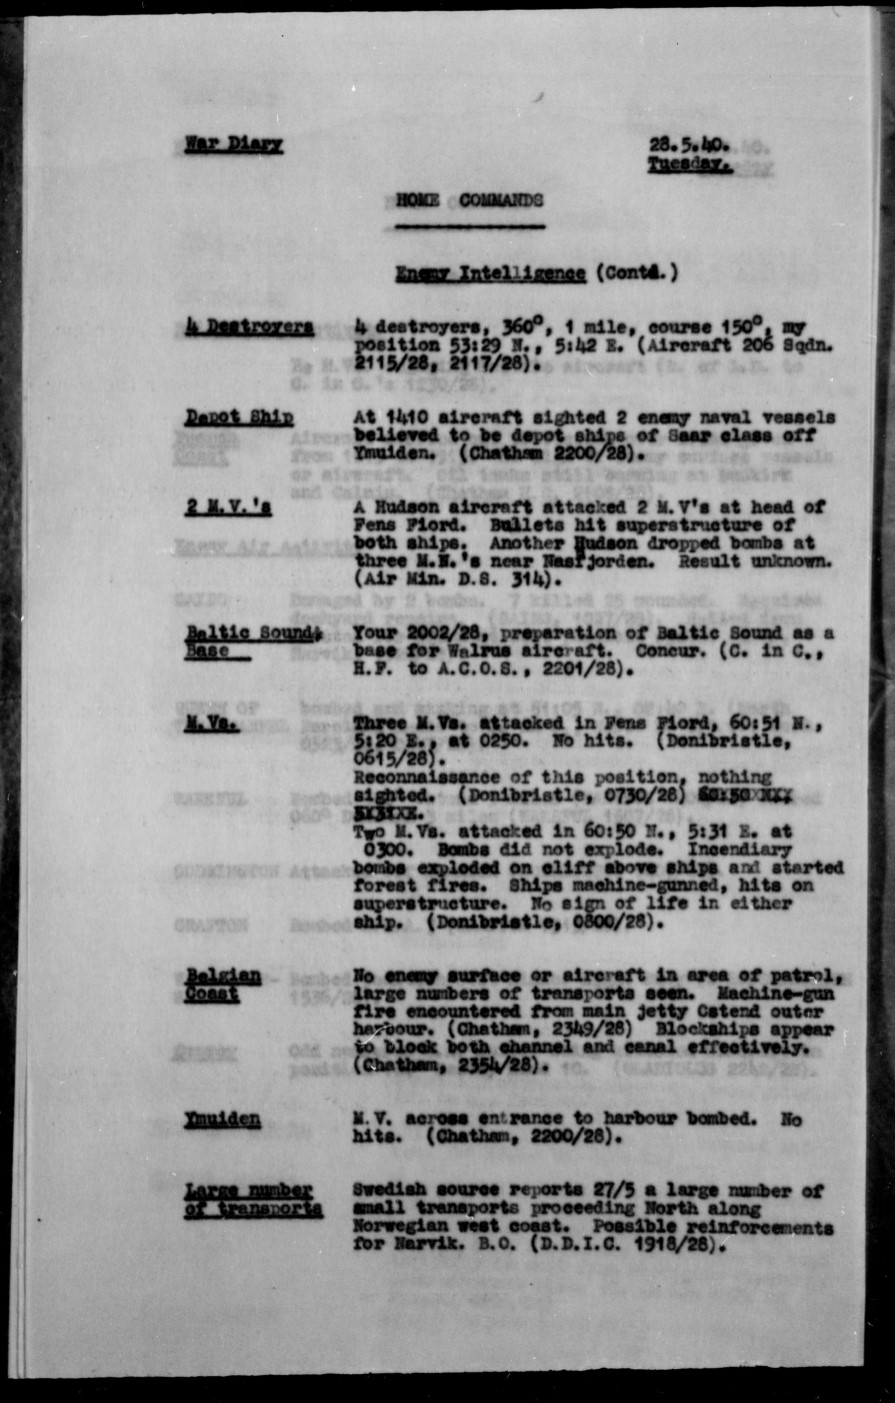 War Diary
28.5.40.
Tuesday.
HOME COMMANDS
Enemy Intelligence (Contd.)
4 Destroyers
4 destroyers, 360°, 1 mile, course 150°, my
position 53:29 N., 5:42 E. (Aircraft 206 Sqdn.
2115/28, 2117/28).
Depot Ship
At 1410 aircraft sighted 2 enemy naval vessels
believed to be depot ships of Saar class off
Ymuiden. (Chatham 2200/28).
2 M.V.'s
A Hudson aircraft attacked 2 M.V's at head of
Fens Fiord. Bullets hit superstructure of
both ships. Another Hudson dropped bombs at
three M.N.'s near Nasfjorden. Result unknown.
(Air Min. D.S. 314).
Baltic Sound
Base
Your 2002/28, preparation of Baltic Sound as a
base for Walrus aircraft. Concur. (C. in C.,
H.F. to A.C.O.S., 2201/28).
M.Vs.
Three M.Vs. attacked in Fens Fiord, 60:51 N.,
5:20 E., at 0250. No hits. (Donibristle,
0615/28).
Reconnaissance of this position, nothing
sighted. (Donibristle, 0730/28)
Two M.Vs. attacked in 60:50 N., 5:31 E. at
0300. Bombs did not explode. Incendiary
bombs exploded on cliff above ships and started
forest fires. Ships machine-gunned, hits on
superstructure. No sign of life in either
ship. (Donibristle, 0800/28).
Belgian
Coast
No enemy surface or aircraft in area of patrol,
large numbers of transports seen. Machine-gun
fire encountered from main jetty Ostend outer
harbour. (Chatham, 2349/28) Blockships appear
to block both channel and canal effectively.
(Chatham, 2354/28).
Ymuiden
M.V. across entrance to harbour bombed. No
hits. (Chatham, 2200/28).
Large number
of transports
Swedish source reports 27/5 a large number of
small transports proceeding North along
Norwegian west coast. Possible reinforcements
for Narvik. B.O. (D.D.I.C. 1918/28).